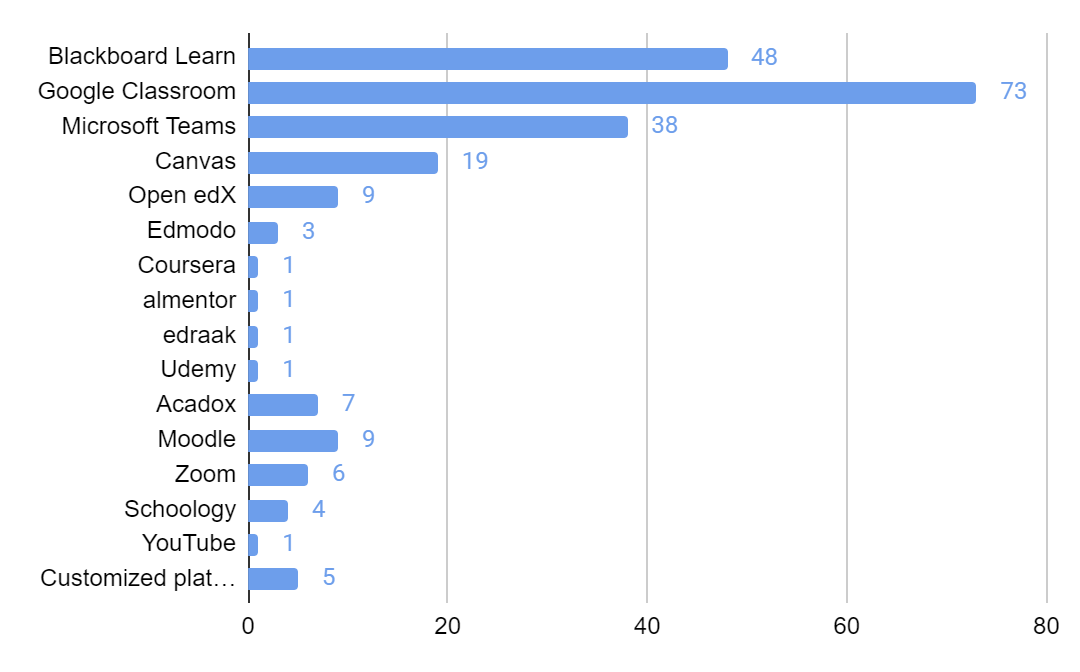 Blackboard Learn 48
Google Classroom 73
Microsoft Teams 38
Canvas 19
Open edX 9
Edmodo 3
Coursera 1
almentor 1
edraak 1
Udemy 1
Acadox 7
Moodle 9
Zoom 6
Schoology 4
YouTube 1
Customized plat… 5
0 20 40 60 80